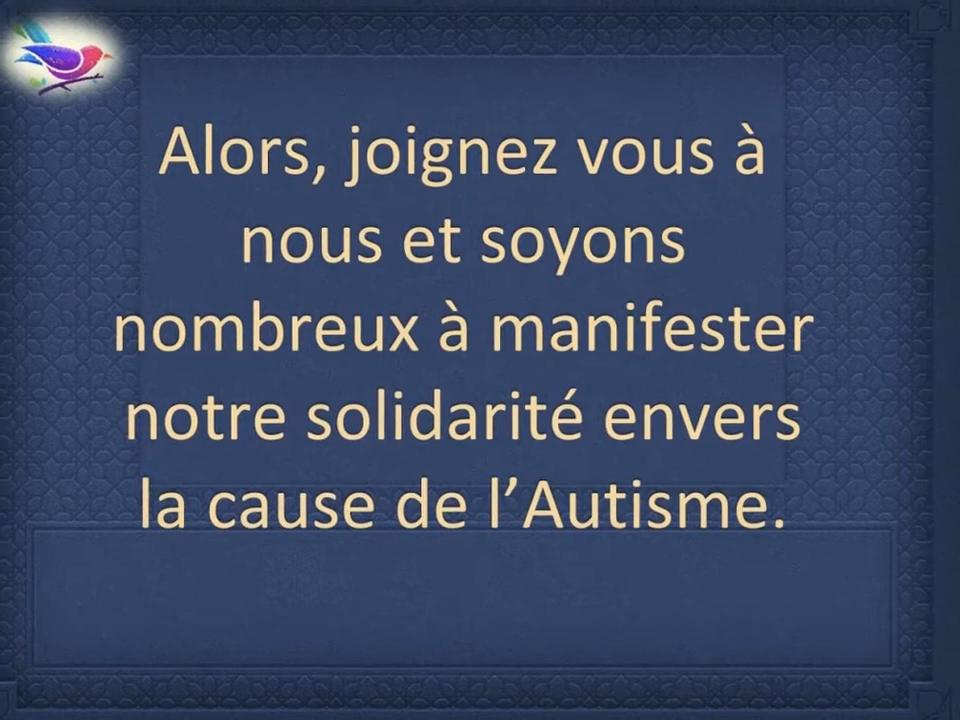 Alors, joignez vous à
nous et soyons
nombreux à manifester
notre solidarité envers
la cause de l’Autisme.